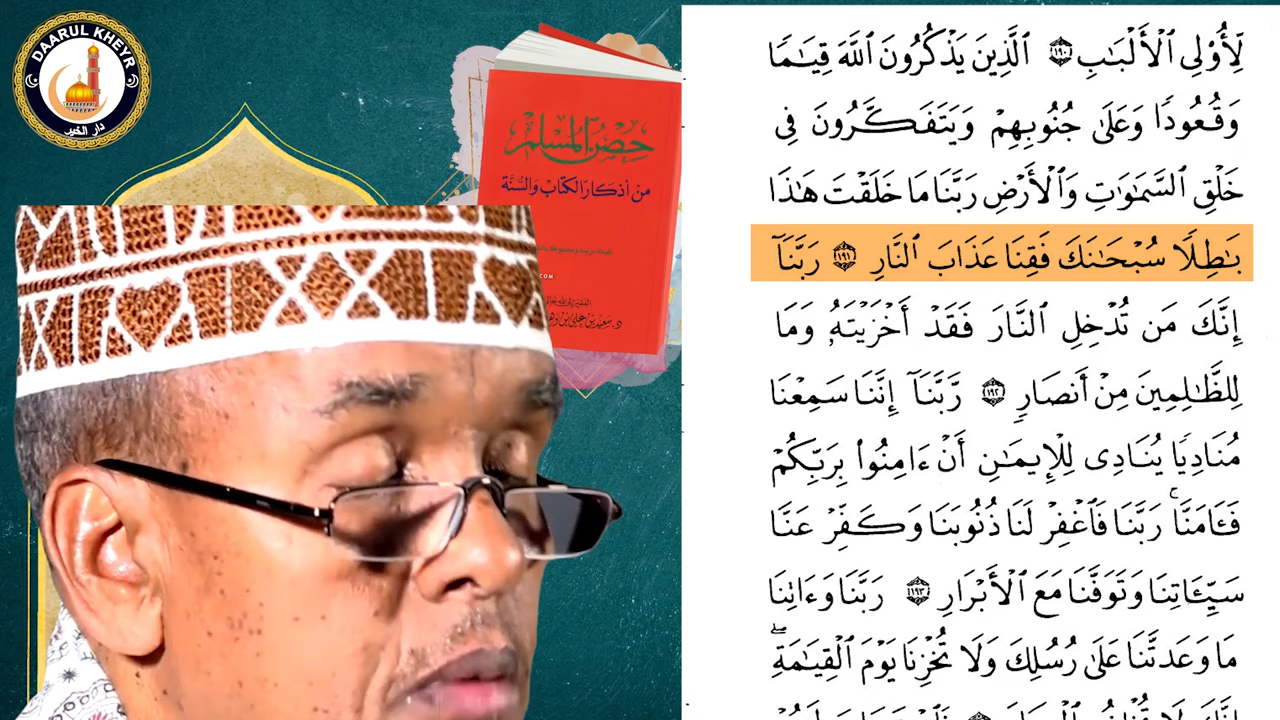 DAARUL KHEYR
دار الخير
حصن المسلم
من أذكار الكتاب والسنة
لِّأُوْلِى ٱلْأَلْبَـٰبِ ١٩٠ ٱلَّذِينَ يَذْكُرُونَ ٱللَّهَ قِيَـٰمًا
وَقُعُودًا وَعَلَىٰ جُنُوبِهِمْ وَيَتَفَكَّرُونَ فِى
خَلْقِ ٱلسَّمَـٰوَٰتِ وَٱلْأَرْضِ رَبَّنَا مَا خَلَقْتَ هَـٰذَا
بَـٰطِلًا سُبْحَـٰنَكَ فَقِنَا عَذَابَ ٱلنَّارِ ١٩١ رَبَّنَآ
إِنَّكَ مَن تُدْخِلِ ٱلنَّارَ فَقَدْ أَخْزَيْتَهُۥ وَمَا
لِلظَّـٰلِمِينَ مِنْ أَنصَارٍ ١٩٢ رَّبَّنَآ إِنَّنَا سَمِعْنَا
مُنَادِيًا يُنَادِى لِلْإِيمَـٰنِ أَنْ ءَامِنُوا۟ بِرَبِّكُمْ
فَـَٔامَنَّا ۚ رَبَّنَا فَٱغْفِرْ لَنَا ذُنُوبَنَا وَكَفِّرْ عَنَّا
سَيِّـَٔاتِنَا وَتَوَفَّنَا مَعَ ٱلْأَبْرَارِ ١٩٣ رَبَّنَا وَءَاتِنَا
مَا وَعَدتَّنَا عَلَىٰ رُسُلِكَ وَلَا تُخْزِنَا يَوْمَ ٱلْقِيَـٰمَةِ ۗ